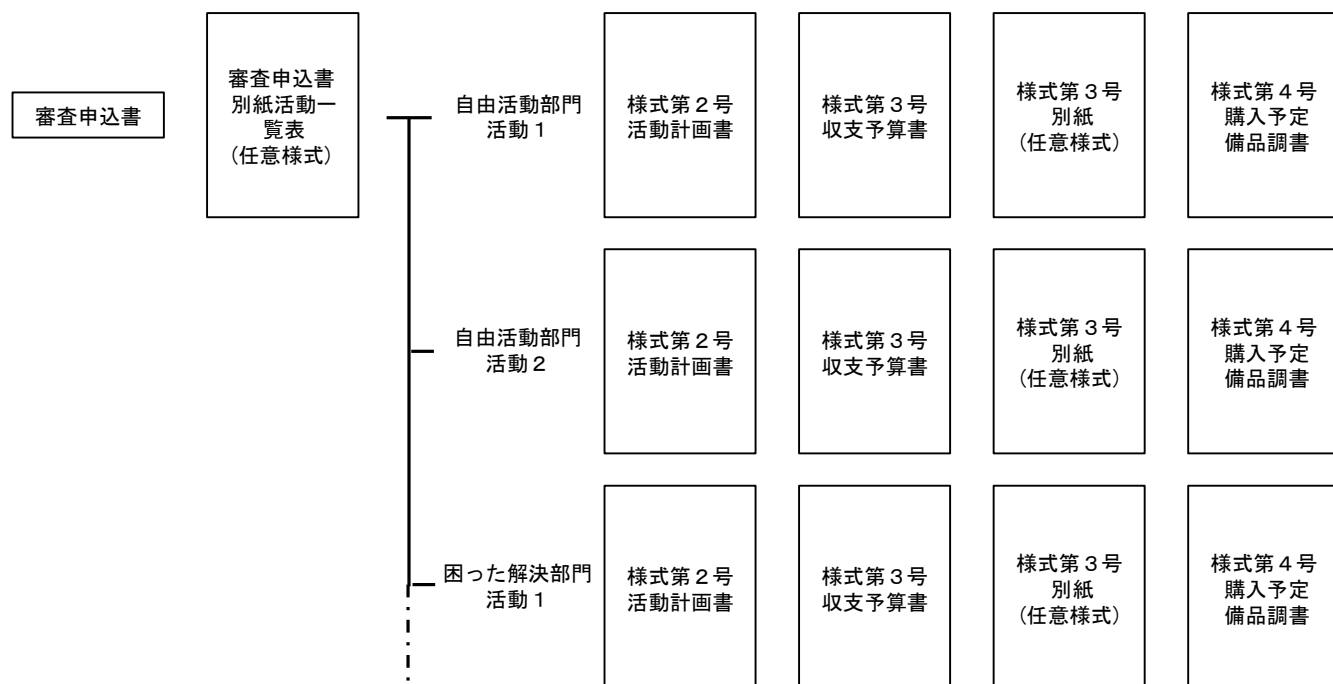 審査申込書
審査申込書
別紙活動一
覧表
(任意様式)
自由活動部門
活動１
様式第２号
活動計画書
様式第３号
収支予算書
様式第３号
別紙
(任意様式)
様式第４号
購入予定
備品調書
自由活動部門
活動２
様式第２号
活動計画書
様式第３号
収支予算書
様式第３号
別紙
(任意様式)
様式第４号
購入予定
備品調書
困った解決部門
活動１
様式第２号
活動計画書
様式第３号
収支予算書
様式第３号
別紙
(任意様式)
様式第４号
購入予定
備品調書